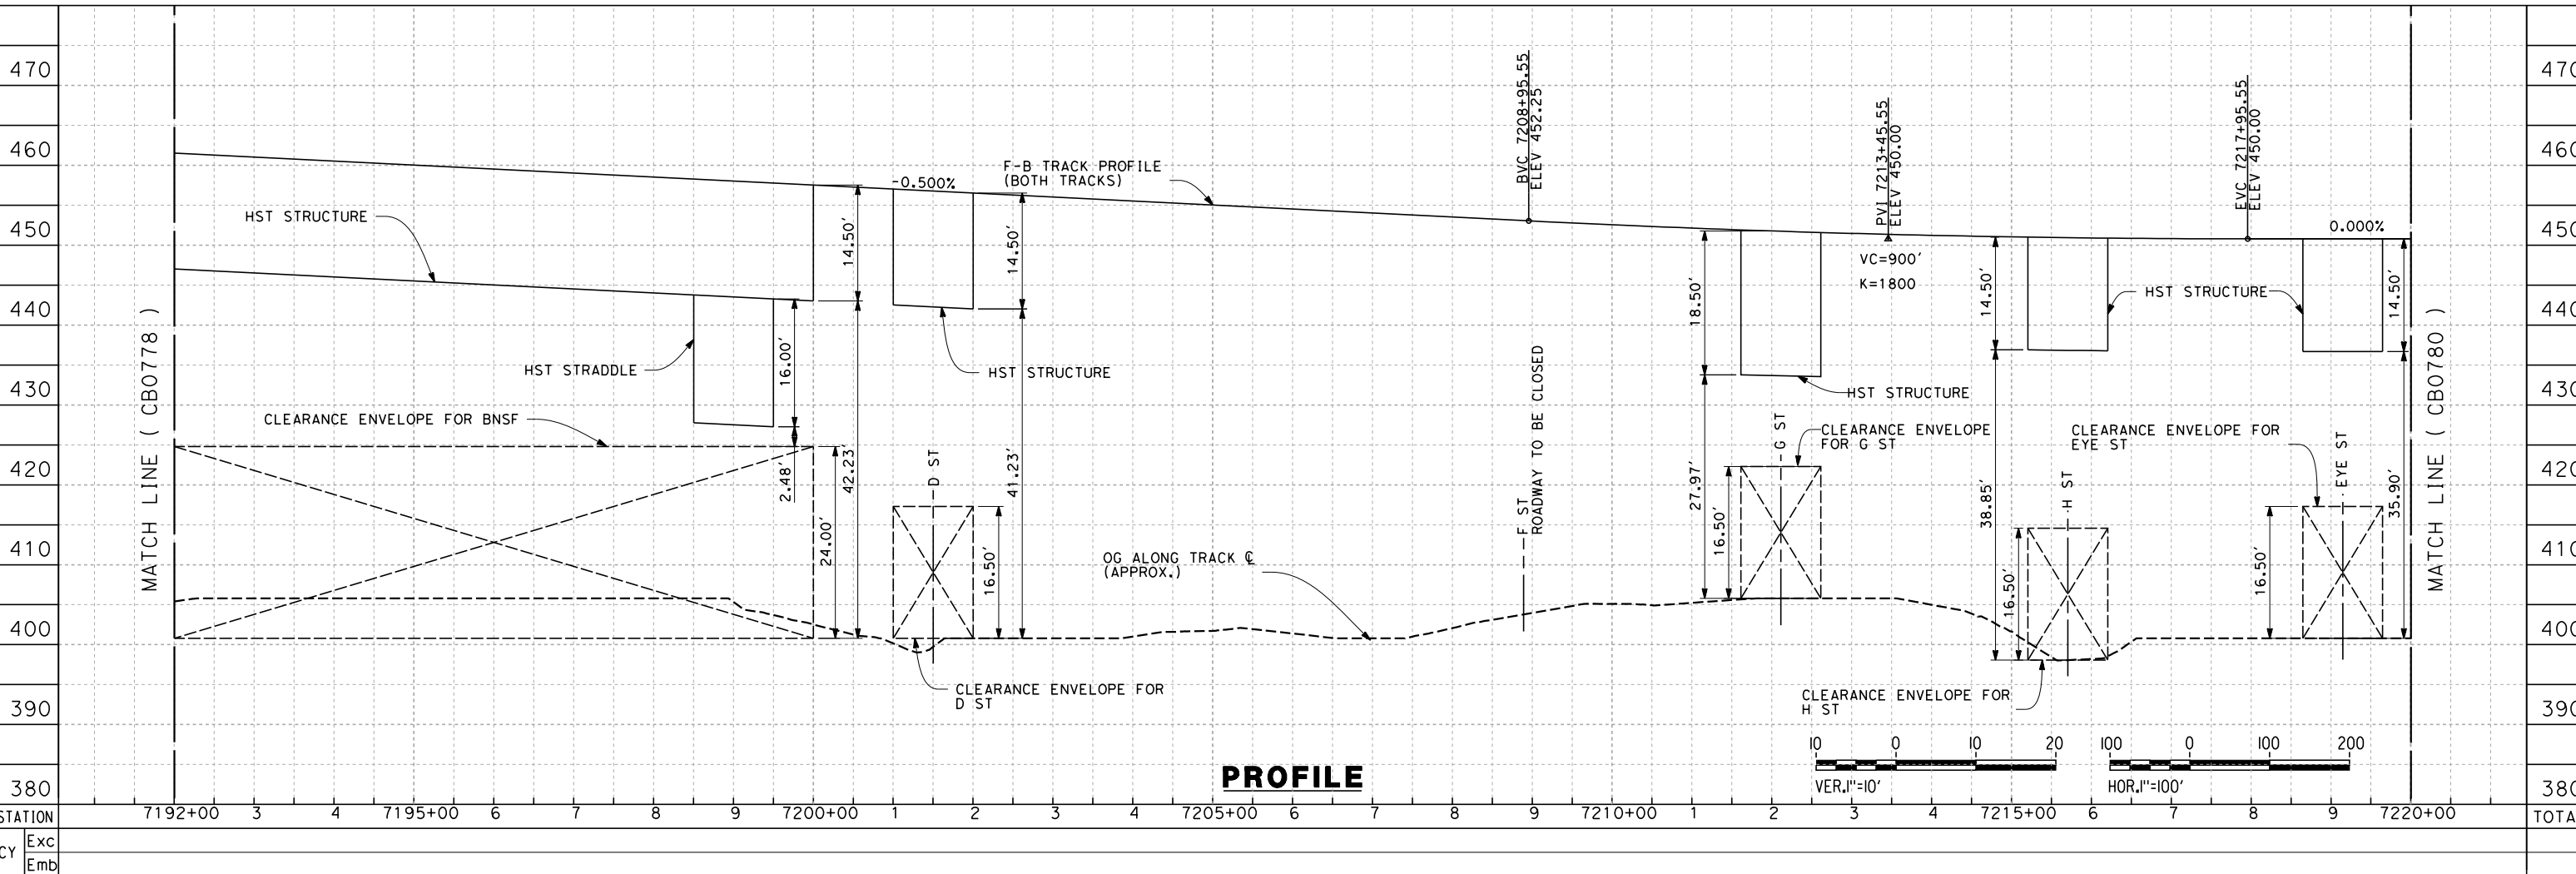 470
460
450
440
430
420
410
400
390
380
MATCH LINE ( CB0778 )
HST STRUCTURE
HST STRADDLE
CLEARANCE ENVELOPE FOR BNSF
16.00'
2.48'
24.00'
42.23'
14.50'
-0.500%
14.50'
41.23'
HST STRUCTURE
D ST
16.50'
CLEARANCE ENVELOPE FOR
D ST
F-B TRACK PROFILE
(BOTH TRACKS)
OG ALONG TRACK ℄
(APPROX.)
BVC 7208+95.55
ELEV 452.25
F ST
ROADWAY TO BE CLOSED
18.50'
27.97'
16.50'
G ST
HST STRUCTURE
CLEARANCE ENVELOPE
FOR G ST
PVI 7213+45.55
ELEV 450.00
VC=900'
K=1800
14.50'
38.85'
16.50'
H ST
CLEARANCE ENVELOPE FOR
H ST
HST STRUCTURE
CLEARANCE ENVELOPE FOR
EYE ST
EVC 7217+95.55
ELEV 450.00
0.000%
16.50'
EYE ST
14.50'
35.90'
MATCH LINE ( CB0780 )
PROFILE
10 0 10 20
VER.1"=10'
100 0 100 200
HOR.1"=100'
STATION 7192+00 3 4 7195+00 6 7 8 9 7200+00 1 2 4 7205+00 6 7 8 9 7210+00 1 2 3 4 7215+00 6 7 8 9 7220+00
CY
Exc
Emb